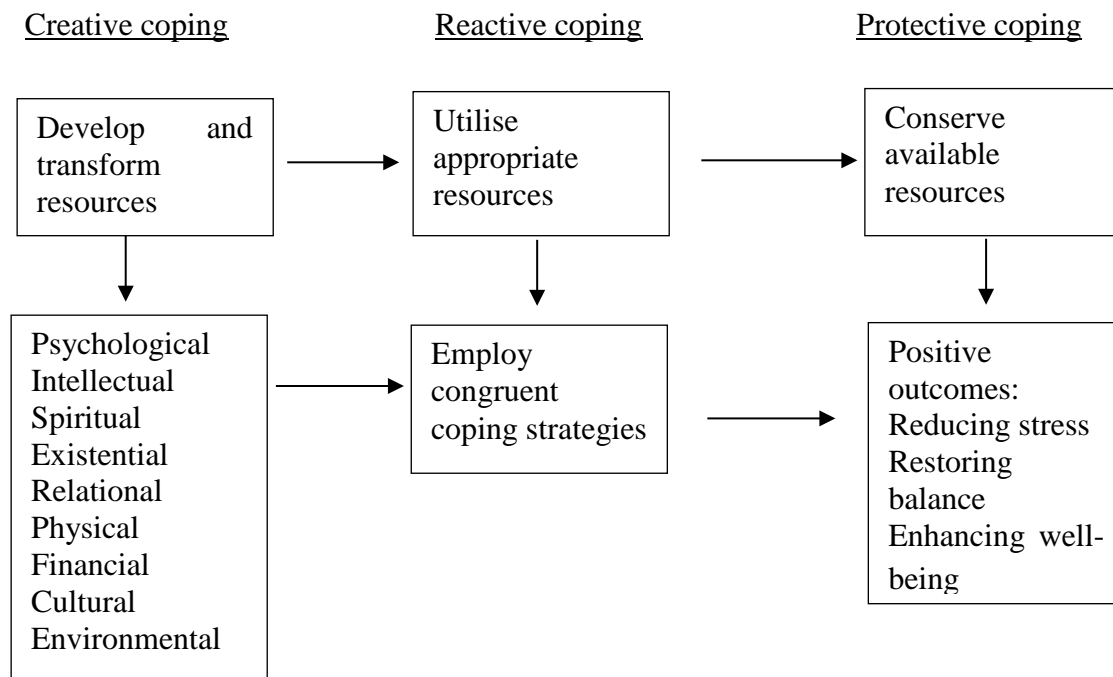 Creative coping
Reactive coping
Protective coping
Develop and
transform
resources
Utilise
appropriate
resources
Conserve
available
resources
Psychological
Intellectual
Spiritual
Existential
Relational
Physical
Financial
Cultural
Environmental
Employ
congruent
coping strategies
Positive
outcomes:
Reducing stress
Restoring
balance
Enhancing well-
being